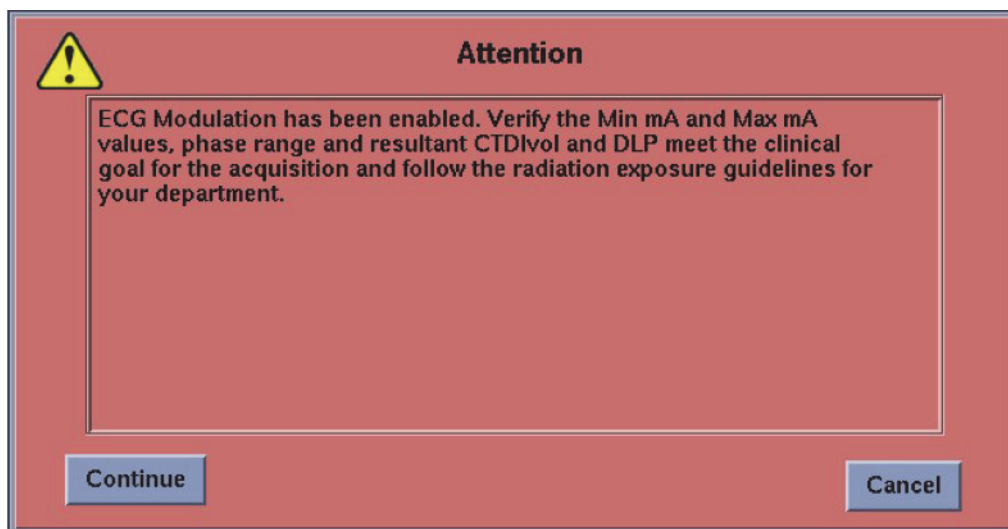 Attention
ECG Modulation has been enabled. Verify the Min mA and Max mA
values, phase range and resultant CTDIvol and DLP meet the clinical
goal for the acquisition and follow the radiation exposure guidelines for
your department.
Continue
Cancel